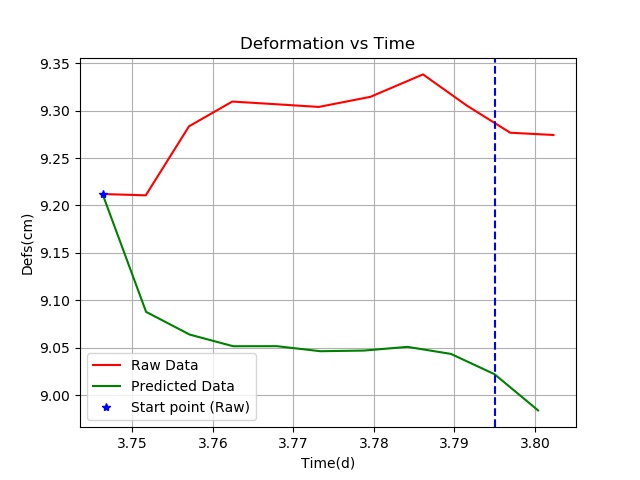 Deformation vs Time
9.35
9.30
9.25
9.20
9.15
9.10
9.05
9.00
Defs(cm)
Raw Data
Predicted Data
Start point (Raw)
3.75 3.76 3.77 3.78 3.79 3.80
Time(d)